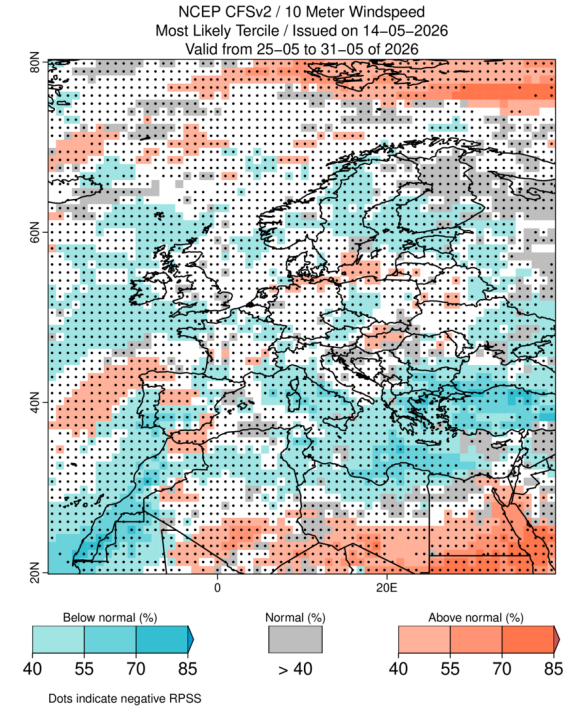 NCEP CFSv2 / 10 Meter Windspeed
Most Likely Tercile / Issued on 14−05−2026
Valid from 25−05 to 31−05 of 2026
80N
60N
40N
20N
0
20E
Below normal (%)
40 55 70 85
Normal (%)
> 40
Above normal (%)
40 55 70 85
Dots indicate negative RPSS